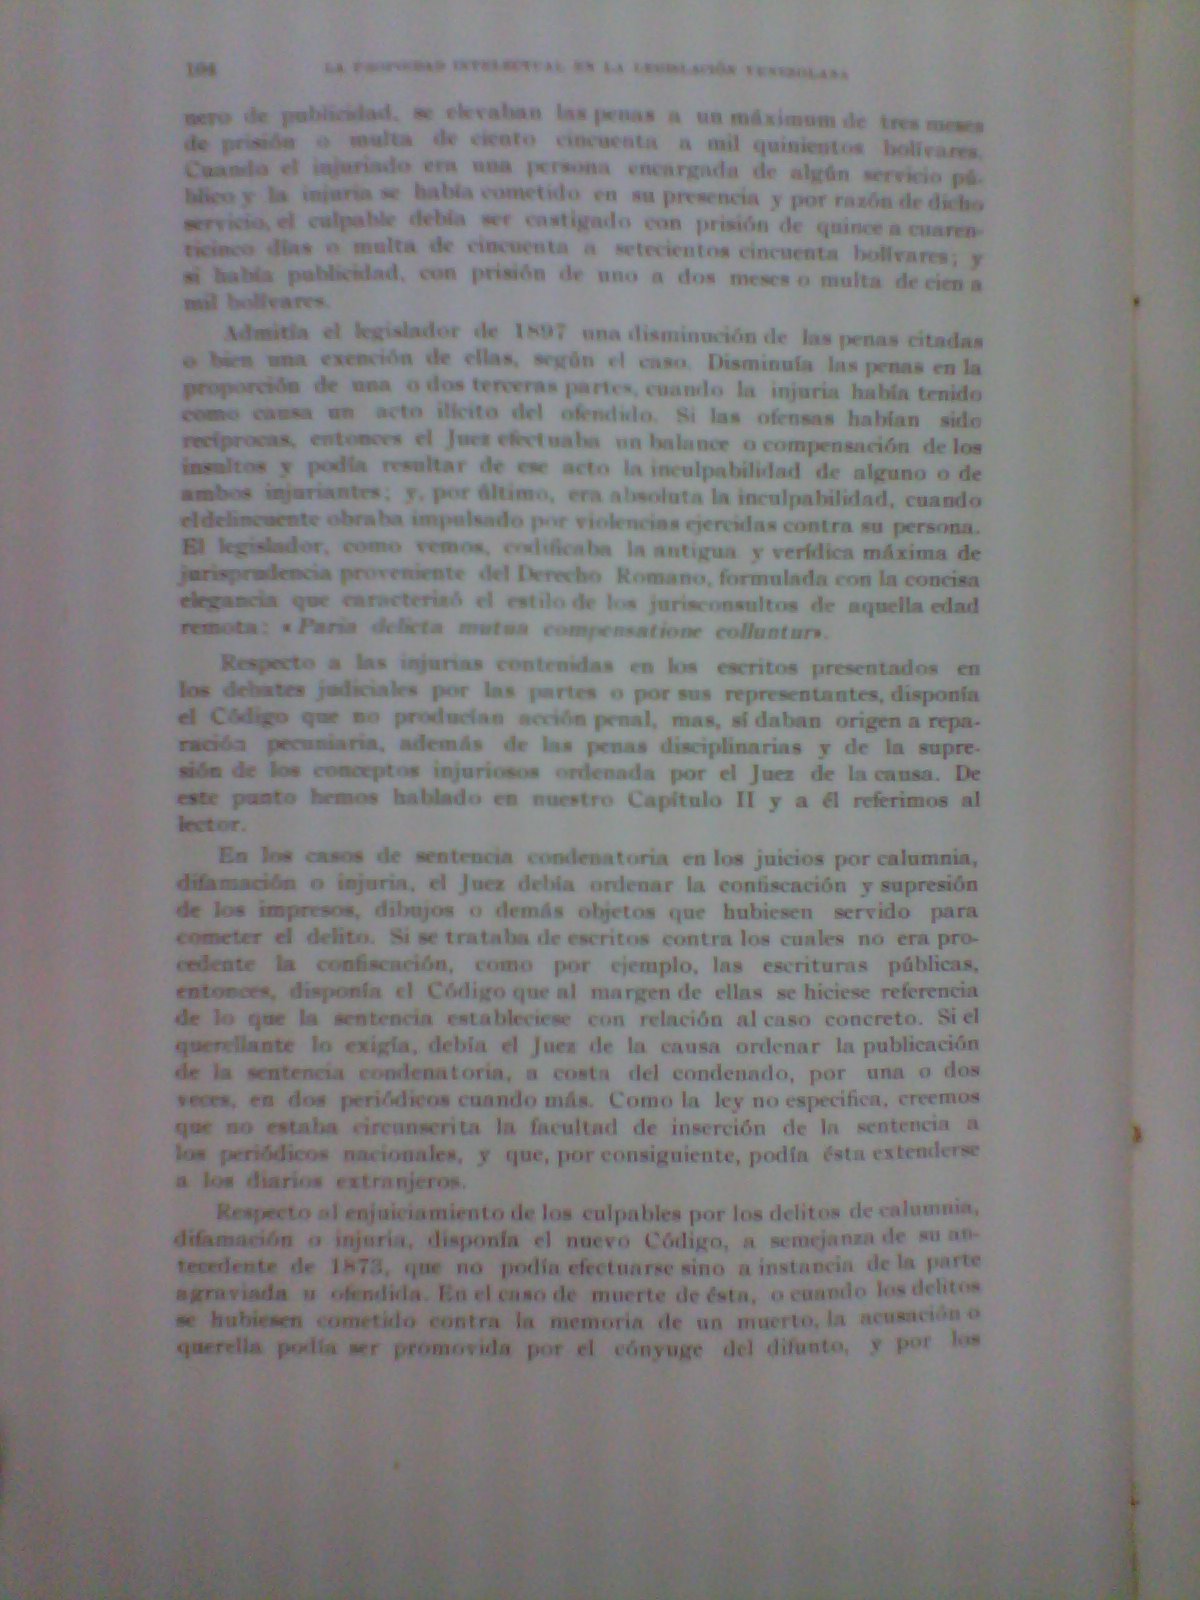 104 LA PROPIEDAD INTELECTUAL EN LA LEGISLACIÓN VENEZOLANA
nero de publicidad, se elevaban las penas a un máximum de tres meses
de prisión o multa de ciento cincuenta a mil quinientos bolívares.
Cuando el injuriado era una persona encargada de algún servicio pú-
blico y la injuria se había cometido en su presencia y por razón de dicho
servicio, el culpable debía ser castigado con prisión de quince a cuaren-
ticinco días o multa de cincuenta a setecientos cincuenta bolívares; y
si había publicidad, con prisión de uno a dos meses o multa de cien a
mil bolívares.
Admitía el legislador de 1897 una disminución de las penas citadas
o bien una exención de ellas, según el caso. Disminuía las penas en la
proporción de una o dos terceras partes, cuando la injuria había tenido
como causa un acto ilícito del ofendido. Si las ofensas habían sido
recíprocas, entonces el Juez efectuaba un balance o compensación de los
insultos y podía resultar de ese acto la inculpabilidad de alguno o de
ambos injuriantes; y, por último, era absoluta la inculpabilidad, cuando
el delincuente obraba impulsado por violencias ejercidas contra su persona.
El legislador, como vemos, codificaba la antigua y verídica máxima de
jurisprudencia proveniente del Derecho Romano, formulada con la concisa
elegancia que caracterizó el estilo de los jurisconsultos de aquella edad
remota: «Paria delicta mutua compensatione colluntur».
Respecto a las injurias contenidas en los escritos presentados en
los debates judiciales por las partes o por sus representantes, disponía
el Código que no producían acción penal, mas, sí daban origen a repa-
ración pecuniaria, además de las penas disciplinarias y de la supre-
sión de los conceptos injuriosos ordenada por el Juez de la causa. De
este punto hemos hablado en nuestro Capítulo II y a él referimos al
lector.
En los casos de sentencia condenatoria en los juicios por calumnia,
difamación o injuria, el Juez debía ordenar la confiscación y supresión
de los impresos, dibujos o demás objetos que hubiesen servido para
cometer el delito. Si se trataba de escritos contra los cuales no era pro-
cedente la confiscación, como por ejemplo, las escrituras públicas,
entonces, disponía el Código que al margen de ellas se hiciese referencia
de lo que la sentencia estableciese con relación al caso concreto. Si el
querellante lo exigía, debía el Juez de la causa ordenar la publicación
de la sentencia condenatoria, a costa del condenado, por una o dos
veces, en dos periódicos cuando más. Como la ley no especifica, creemos
que no estaba circunscrita la facultad de inserción de la sentencia a
los periódicos nacionales, y que, por consiguiente, podía ésta extenderse
a los diarios extranjeros.
Respecto al enjuiciamiento de los culpables por los delitos de calumnia,
difamación o injuria, disponía el nuevo Código, a semejanza de su an-
tecedente de 1873, que no podía efectuarse sino a instancia de la parte
agraviada u ofendida. En el caso de muerte de ésta, o cuando los delitos
se hubiesen cometido contra la memoria de un muerto, la acusación o
querella podía ser promovida por el cónyuge del difunto, y por los